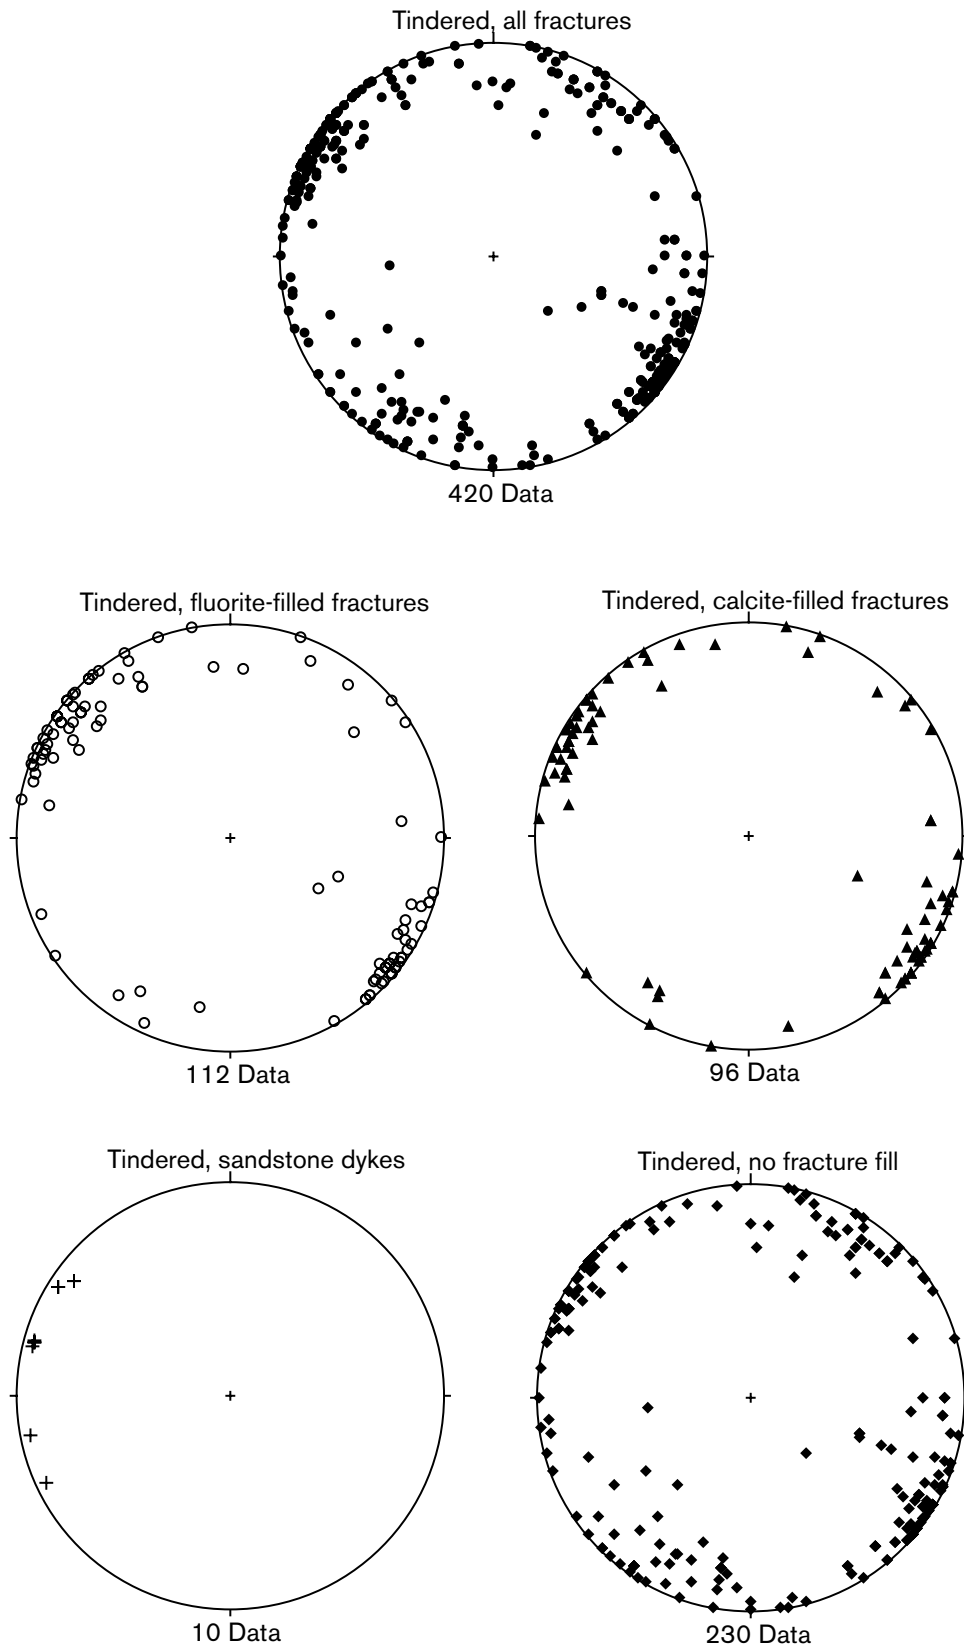 Tindered, all fractures
420 Data
Tindered, fluorite-filled fractures
Tindered, calcite-filled fractures
112 Data
96 Data
Tindered, sandstone dykes
Tindered, no fracture fill
10 Data
230 Data